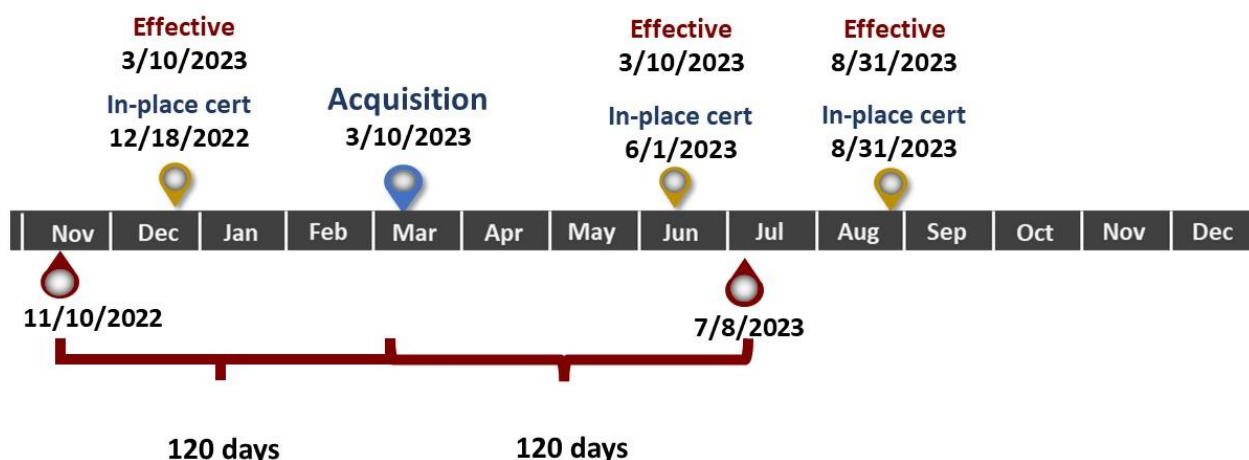 Effective
3/10/2023
In-place cert
12/18/2022
Acquisition
3/10/2023
Effective
3/10/2023
In-place cert
6/1/2023
Effective
8/31/2023
In-place cert
8/31/2023
Nov Dec Jan Feb Mar Apr May Jun Jul Aug Sep Oct Nov Dec
11/10/2022
7/8/2023
120 days
120 days